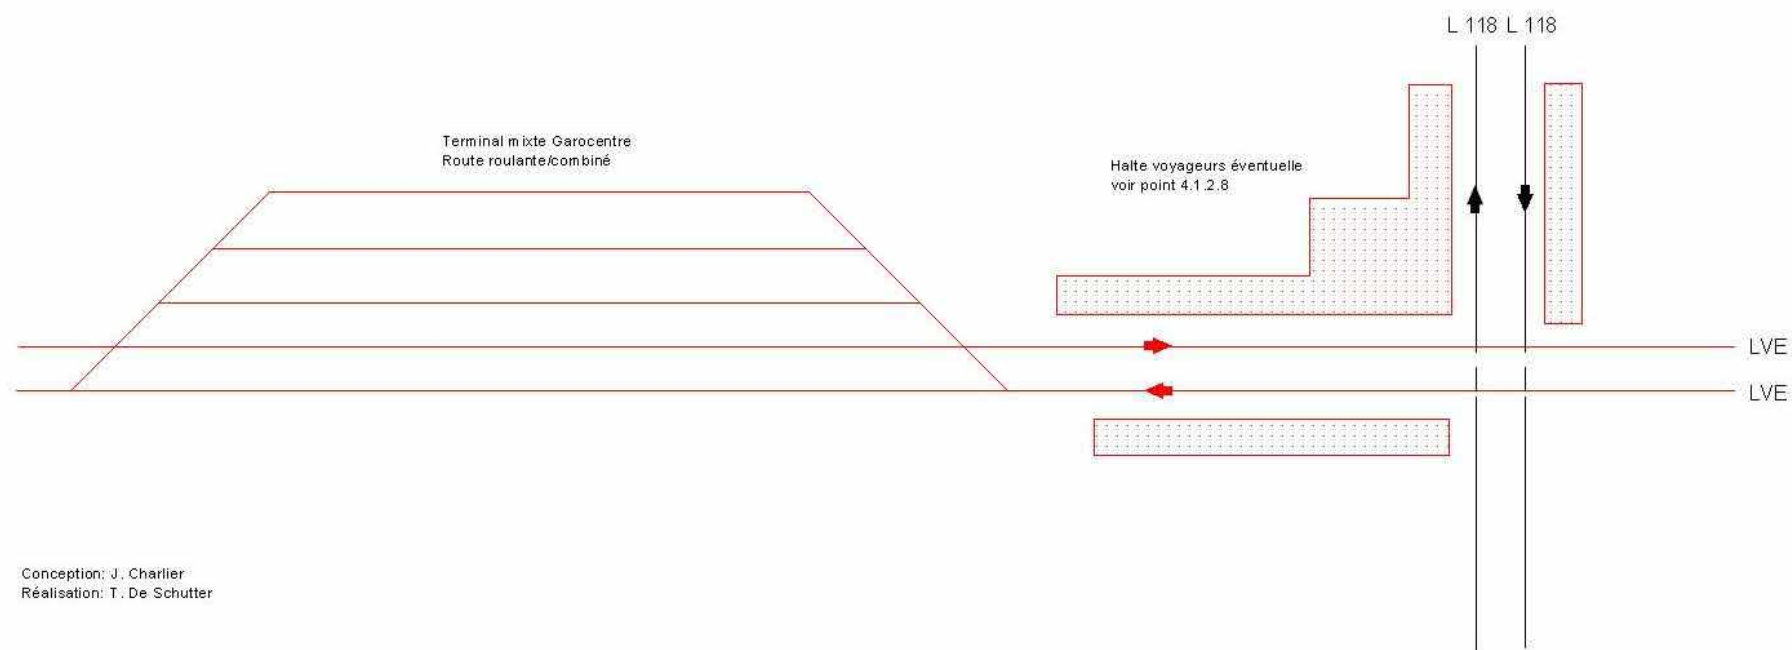 L 118 L 118
Terminal mixte Garocentre
Route roulante/combiné
Halte voyageurs éventuelle
voir point 4.1.2.8
LVE
LVE
Conception: J. Charlier
Réalisation: T. De Schutter